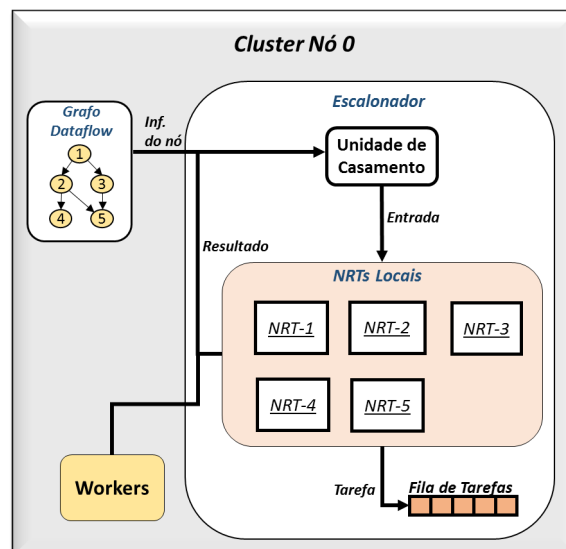 Cluster Nó 0
Grafo
Dataflow
1
2
3
4
5
Inf.
do nó
Escalonador
Unidade de
Casamento
Entrada
Resultado
NRTs Locais
NRT-1
NRT-2
NRT-3
NRT-4
NRT-5
Workers
Tarefa
Fila de Tarefas